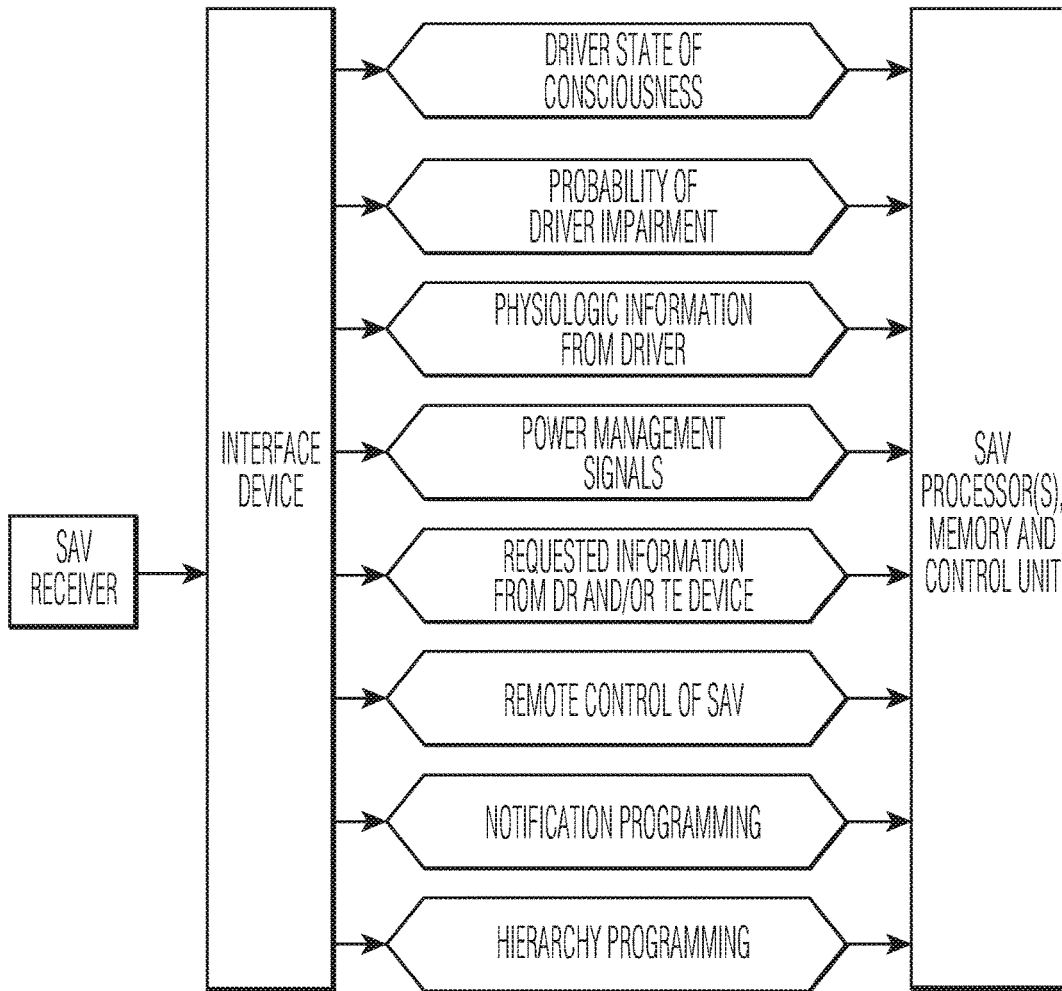 SAV
RECEIVER
INTERFACE
DEVICE
DRIVER STATE OF
CONSCIOUSNESS
PROBABILITY OF
DRIVER IMPAIRMENT
PHYSIOLOGIC INFORMATION
FROM DRIVER
POWER MANAGEMENT
SIGNALS
REQUESTED INFORMATION
FROM DR AND/OR TE DEVICE
REMOTE CONTROL OF SAV
NOTIFICATION PROGRAMMING
HIERARCHY PROGRAMMING
SAV
PROCESSOR(S),
MEMORY AND
CONTROL UNIT